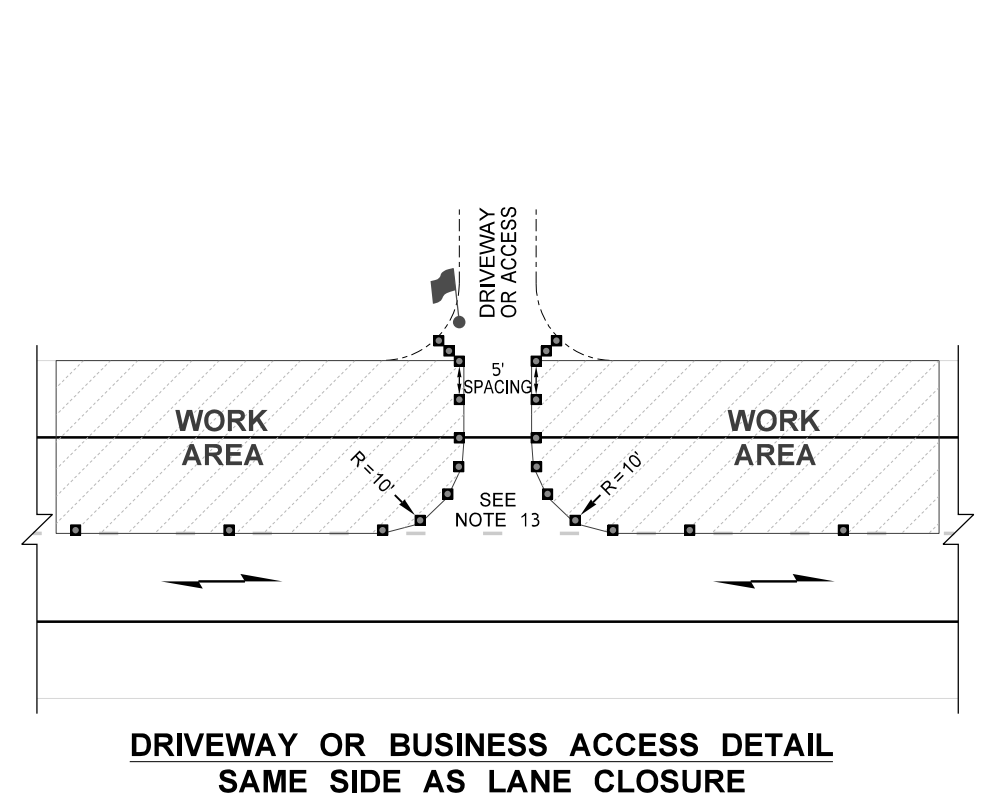 DRIVEWAY
OR ACCESS
5'
SPACING
WORK
AREA
WORK
AREA
R=10'
R=10'
SEE
NOTE 13
DRIVEWAY OR BUSINESS ACCESS DETAIL
SAME SIDE AS LANE CLOSURE